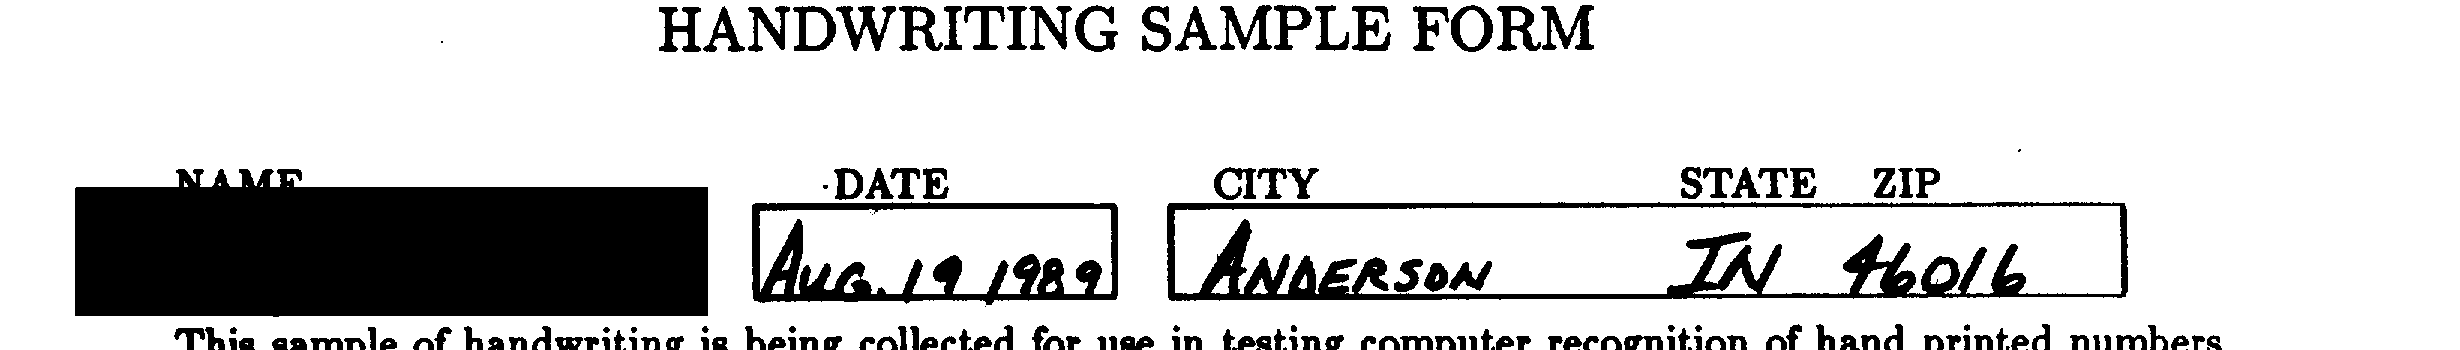 HANDWRITING SAMPLE FORM
NAME DATE CITY STATE ZIP
AUG. 19 1989 ANDERSON IN 46016
This sample of handwriting is being collected for use in testing computer recognition of hand printed numbers